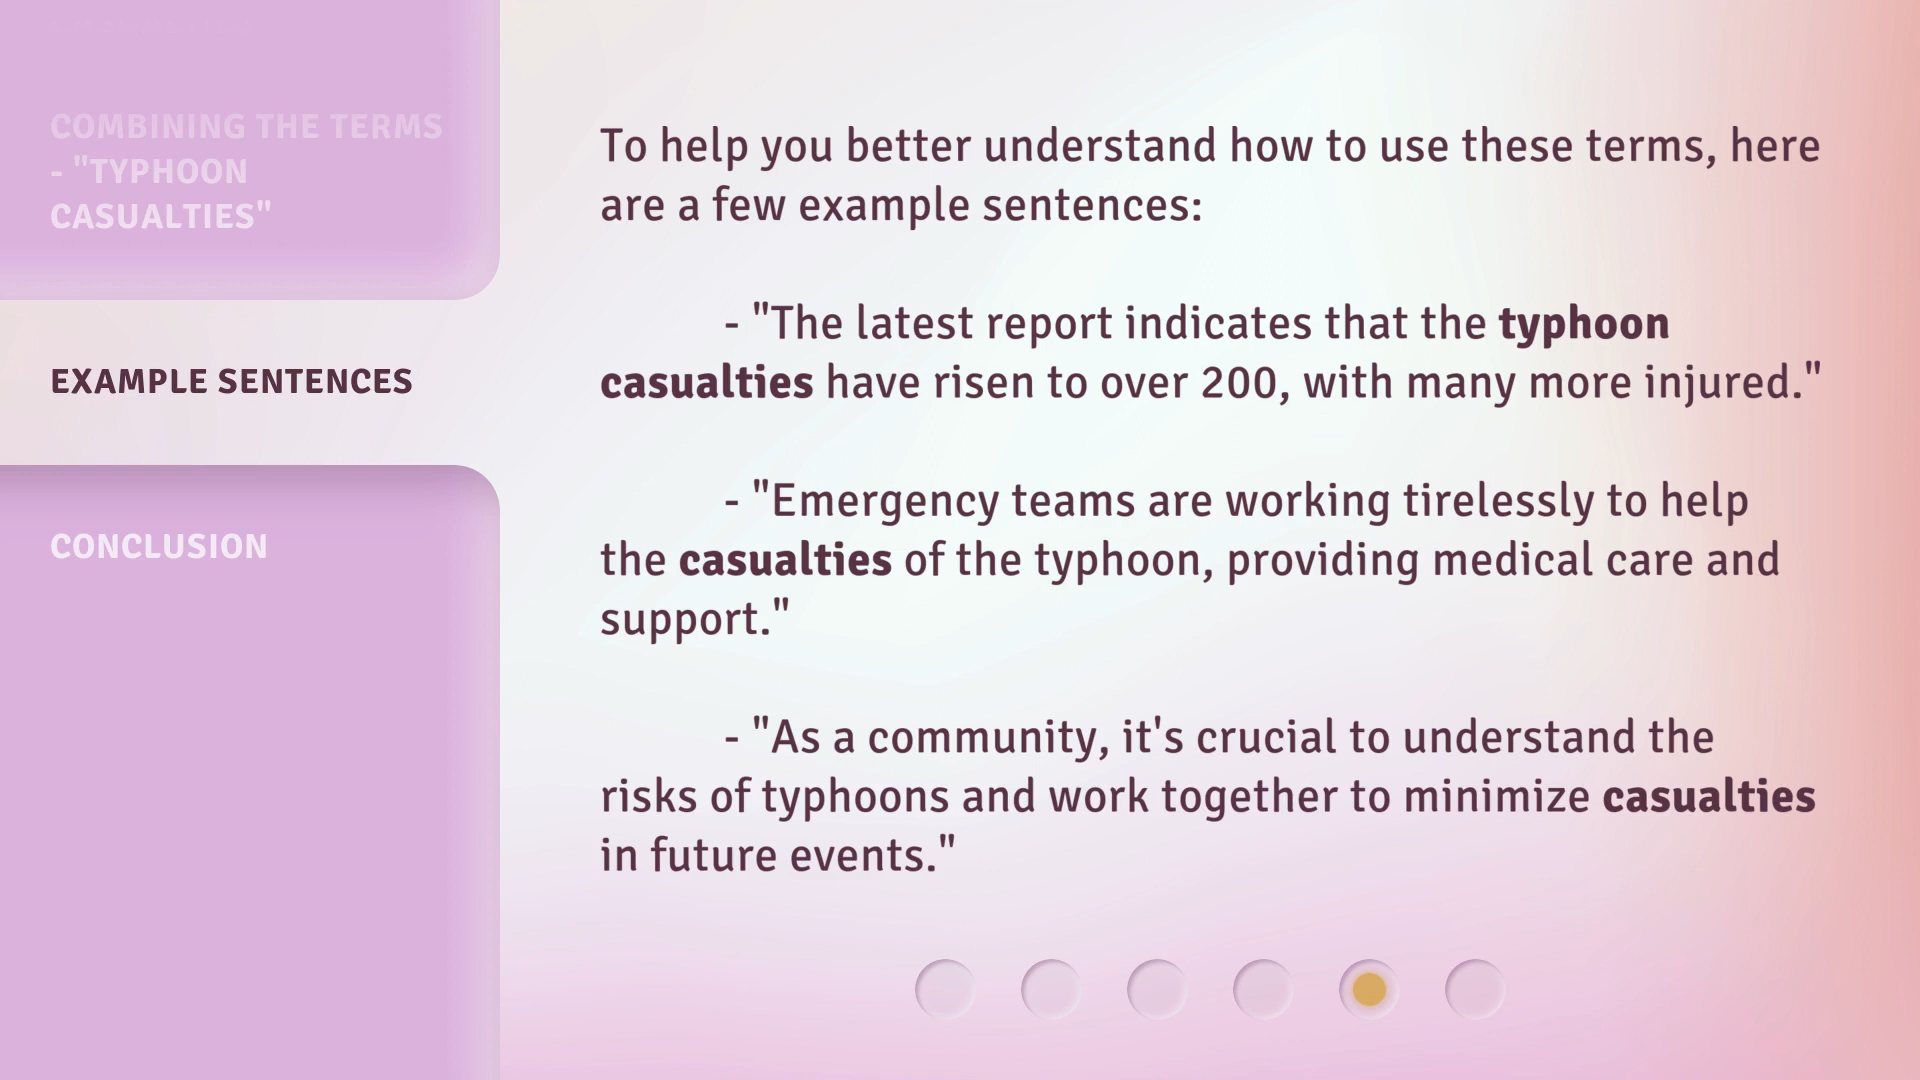 COMBINING THE TERMS
- "TYPHOON
CASUALTIES"
EXAMPLE SENTENCES
CONCLUSION
To help you better understand how to use these terms, here
are a few example sentences:
- "The latest report indicates that the typhoon
casualties have risen to over 200, with many more injured."
- "Emergency teams are working tirelessly to help
the casualties of the typhoon, providing medical care and
support."
- "As a community, it's crucial to understand the
risks of typhoons and work together to minimize casualties
in future events."